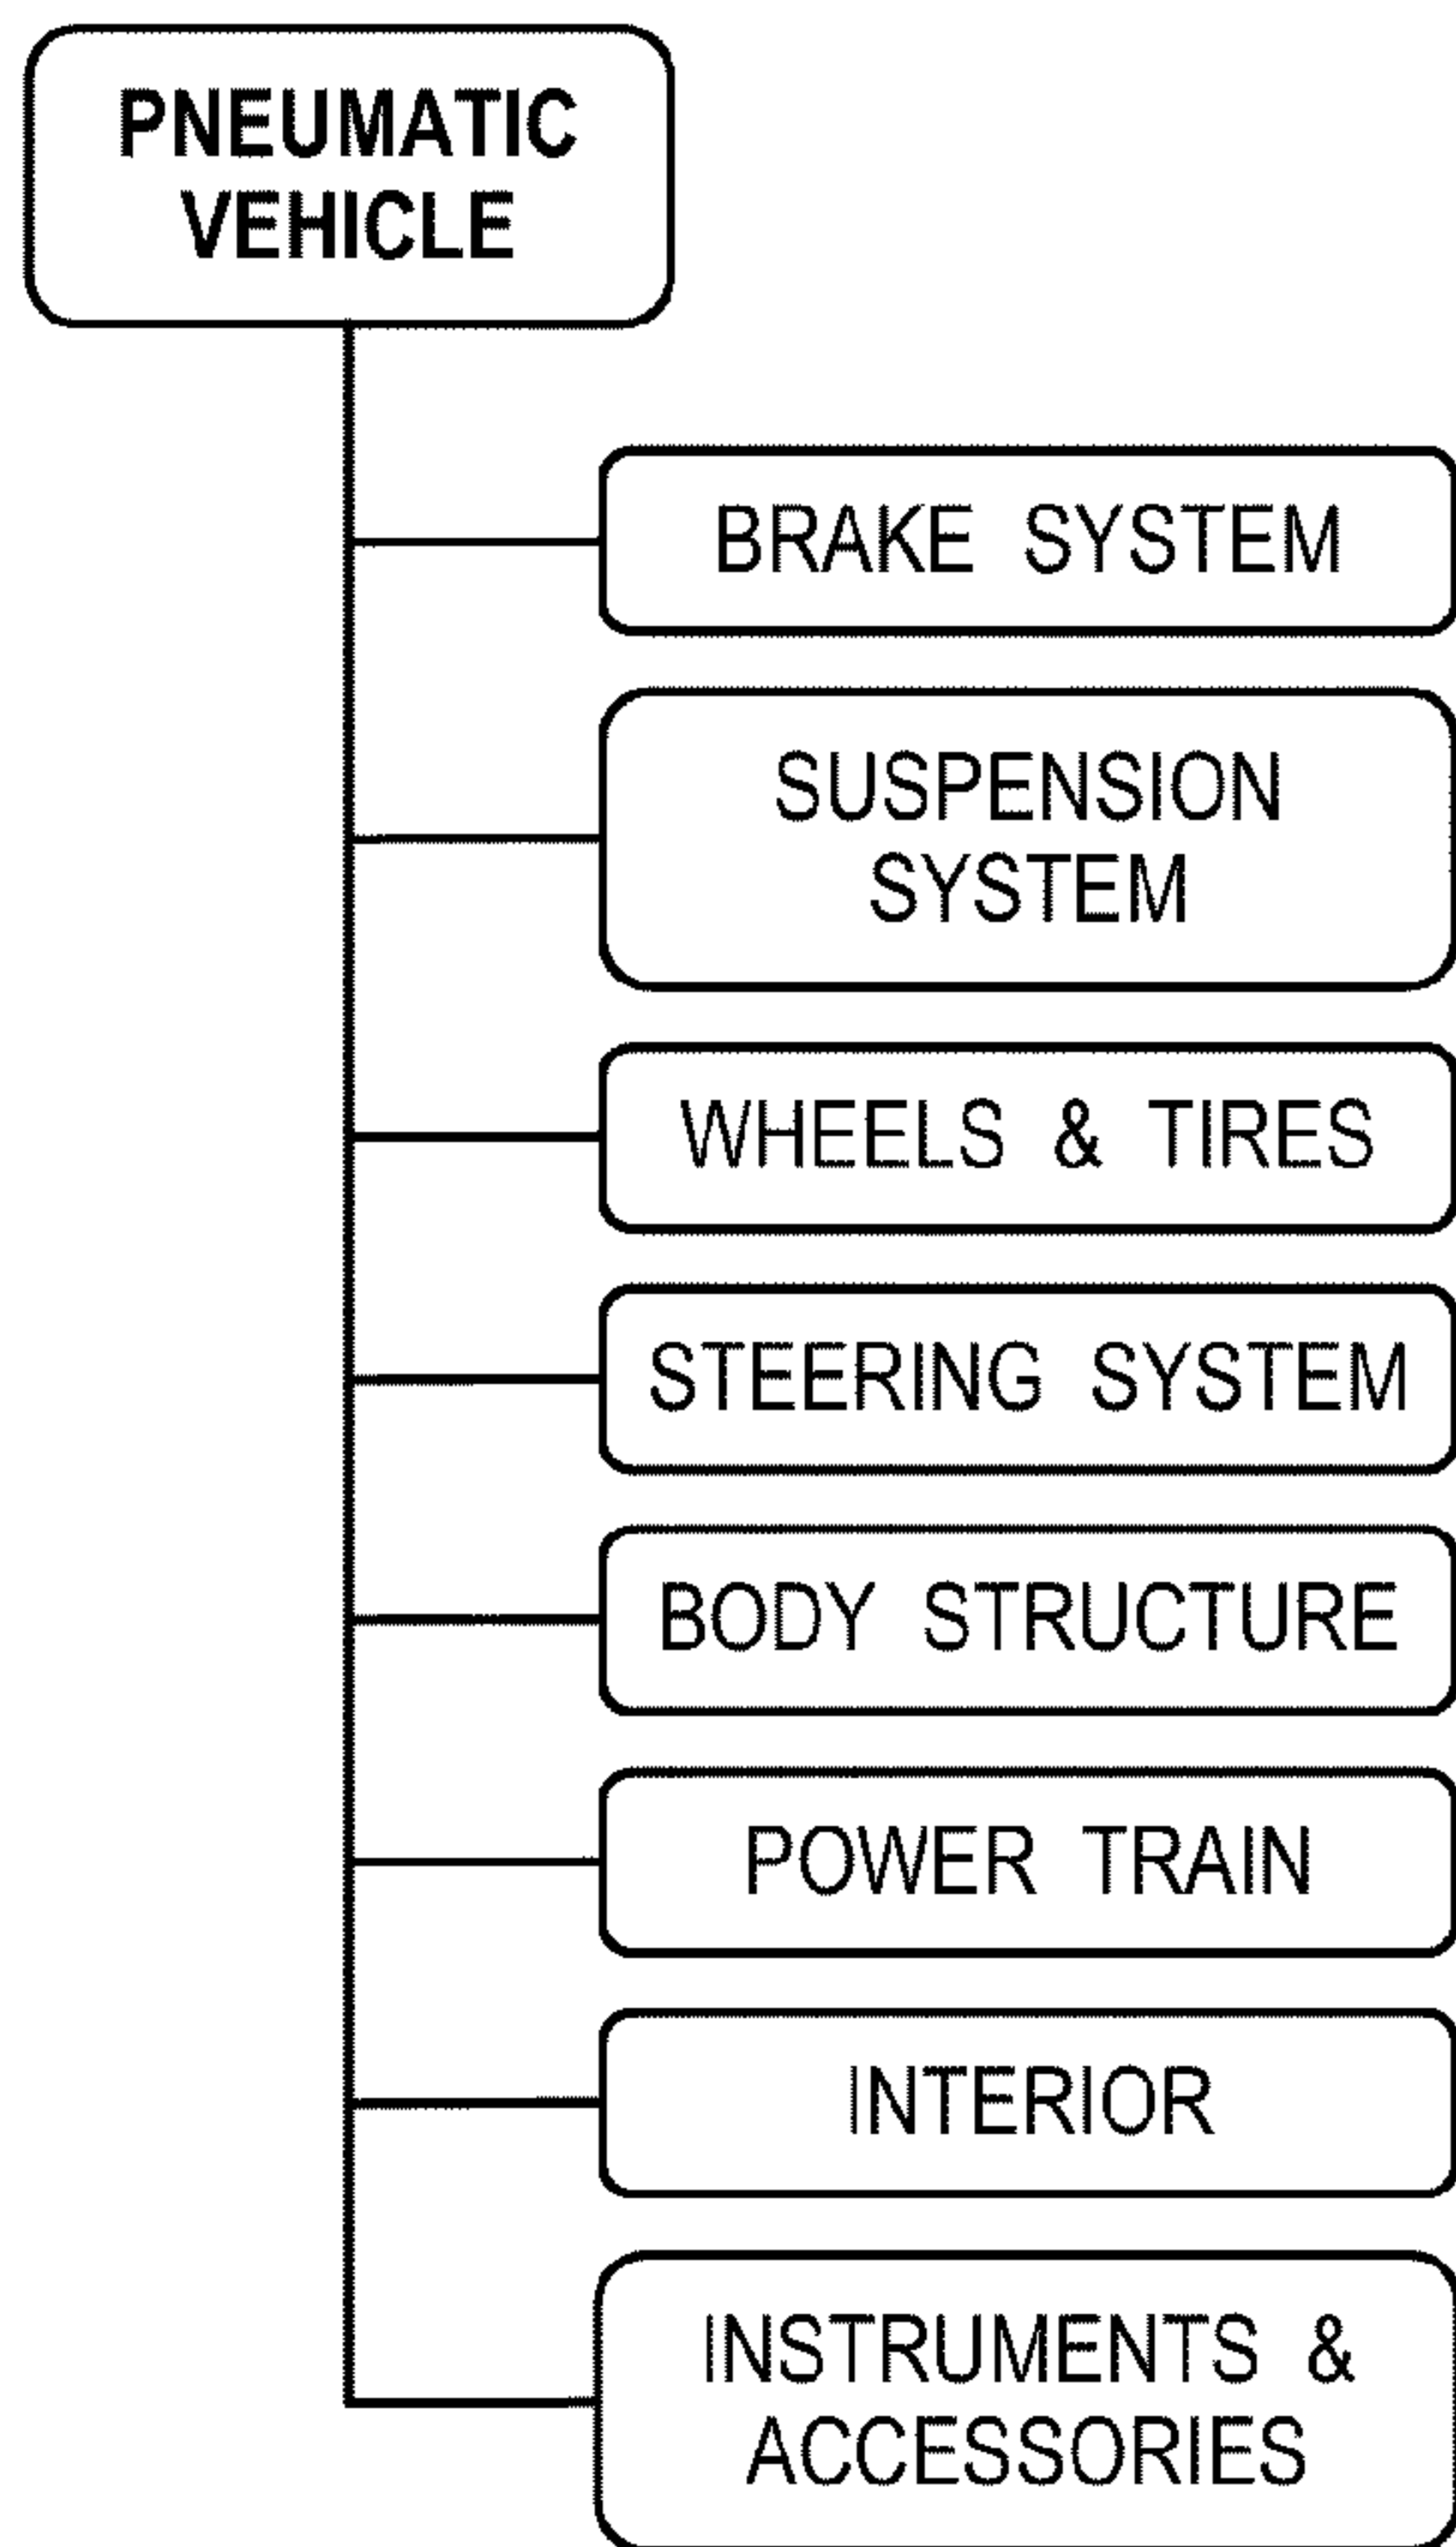 PNEUMATIC
VEHICLE
BRAKE SYSTEM
SUSPENSION
SYSTEM
WHEELS & TIRES
STEERING SYSTEM
BODY STRUCTURE
POWER TRAIN
INTERIOR
INSTRUMENTS &
ACCESSORIES